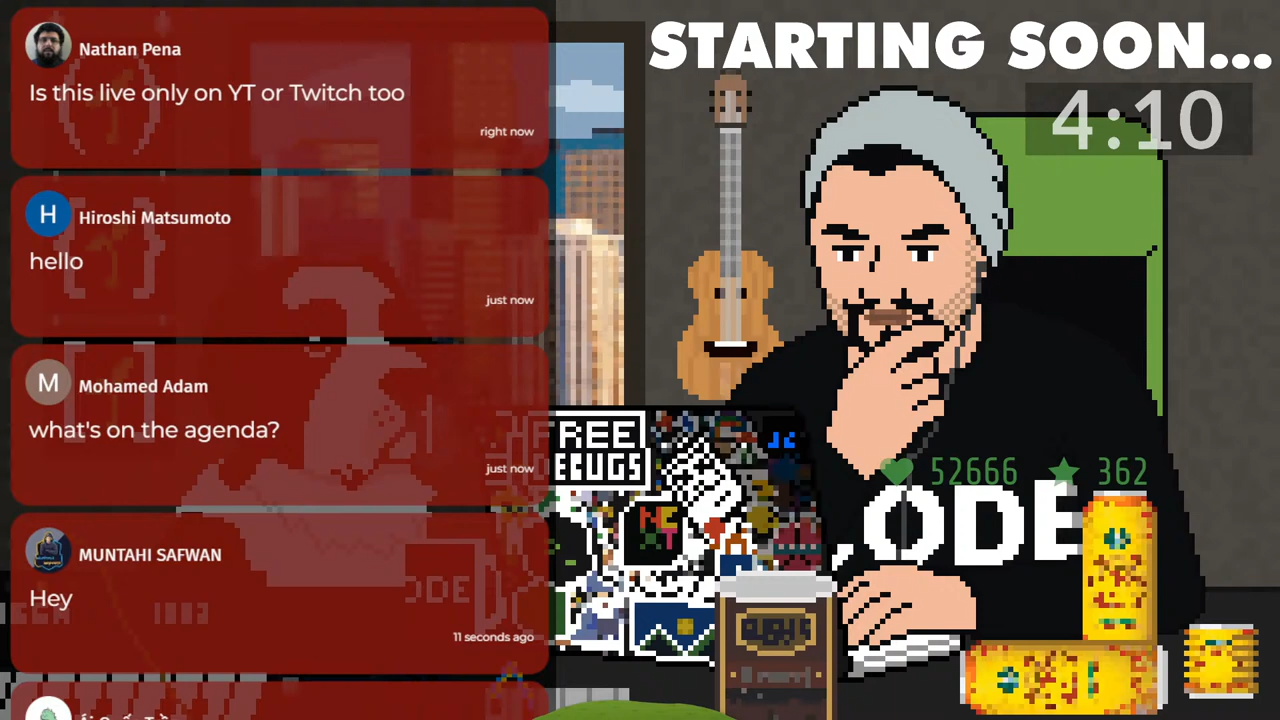 Nathan Pena
Is this live only on YT or Twitch too
right now
H
Hiroshi Matsumoto
hello
just now
M
Mohamed Adam
what's on the agenda?
just now
MUNTAHI SAFWAN
Hey
11 seconds ago
STARTING SOON...
4:10
FREE
52666
362
ODE